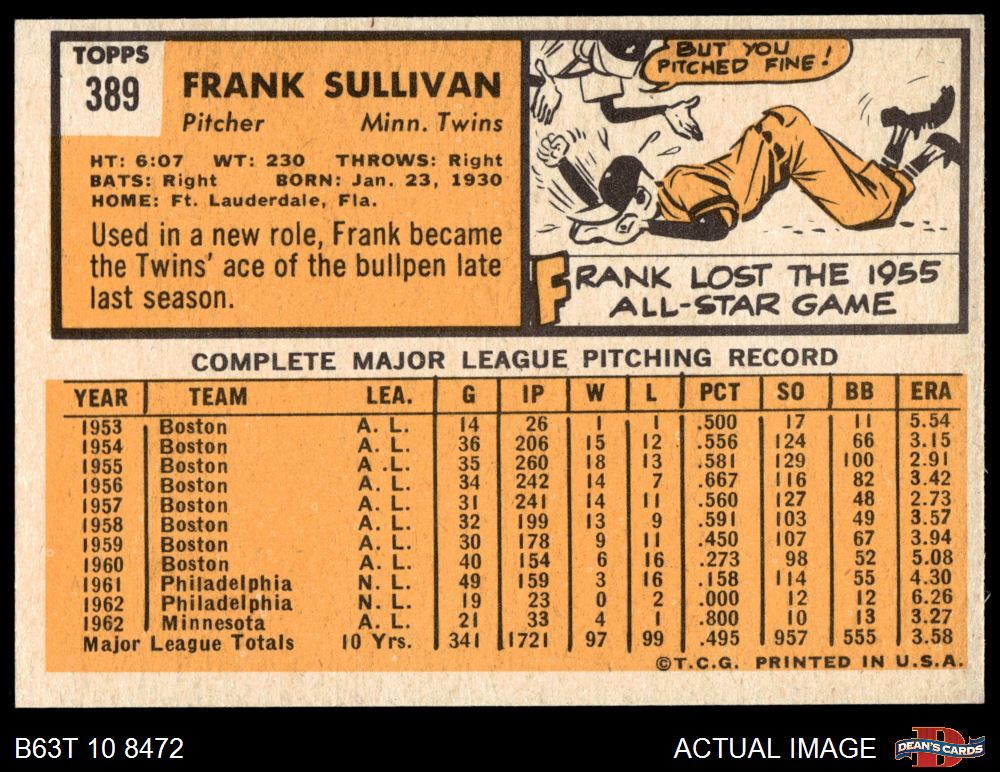 TOPPS
389
FRANK SULLIVAN
Pitcher Minn. Twins
HT: 6:07 WT: 230 THROWS: Right
BATS: Right BORN: Jan. 23, 1930
HOME: Ft. Lauderdale, Fla.
Used in a new role, Frank became
the Twins' ace of the bullpen late
last season.
BUT YOU
PITCHED FINE!
FRANK LOST THE 1955
ALL-STAR GAME
COMPLETE MAJOR LEAGUE PITCHING RECORD
YEAR TEAM LEA. G IP W L PCT SO BB ERA
1953 Boston A. L. 14 26 1 1 .500 17 11 5.54
1954 Boston A. L. 36 206 15 12 .556 124 66 3.15
1955 Boston A .L. 35 260 18 13 .581 129 100 2.91
1956 Boston A. L. 34 242 14 7 .667 116 82 3.42
1957 Boston A. L. 31 241 14 11 .560 127 48 2.73
1958 Boston A. L. 32 199 13 9 .591 103 49 3.57
1959 Boston A. L. 30 178 9 11 .450 107 67 3.94
1960 Boston A. L. 40 154 6 16 .273 98 52 5.08
1961 Philadelphia N. L. 49 159 3 16 .158 114 55 4.30
1962 Philadelphia N. L. 19 23 0 2 .000 12 12 6.26
1962 Minnesota A. L. 21 33 4 1 .800 10 13 3.27
Major League Totals 10 Yrs. 341 1721 97 99 .495 957 555 3.58
©T.C.G. PRINTED IN U.S.A.
B63T 10 8472 ACTUAL IMAGE DEAN'S CARDS